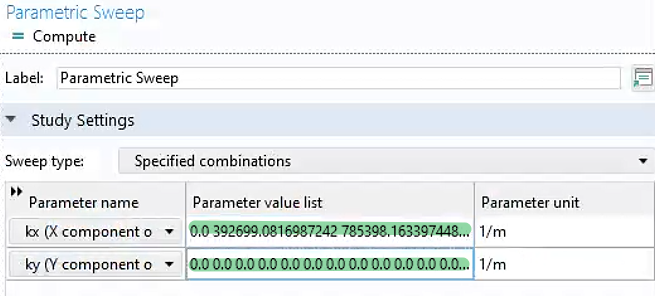 Parametric Sweep
= Compute
Label: Parametric Sweep
Study Settings
Sweep type: Specified combinations
Parameter name Parameter value list Parameter unit
kx (X component o 0.0 392699.0816987242 785398.163397448... 1/m
ky (Y component o 0.0 0.0 0.0 0.0 0.0 0.0 0.0 0.0 0.0 0.0 0.0 0.0... 1/m